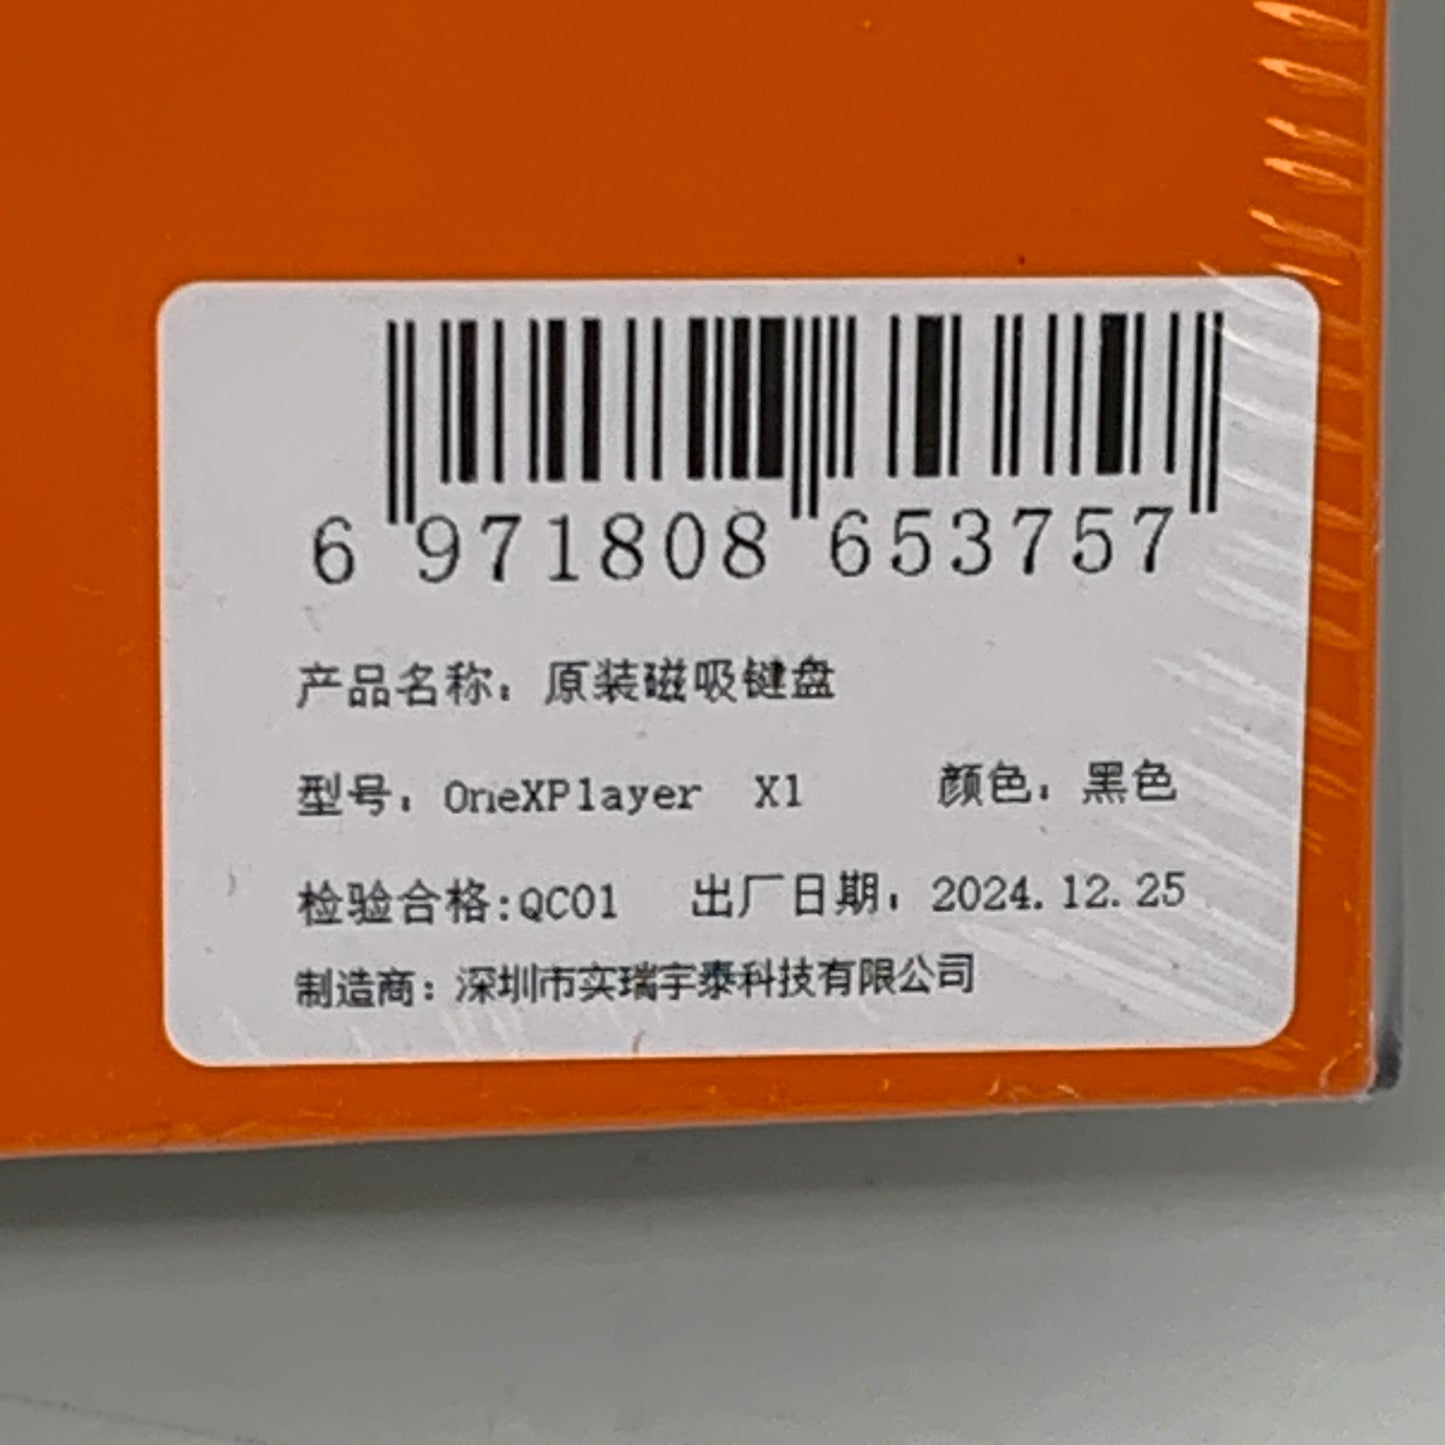 6 971808 653757
产品名称：原装磁吸键盘
型号：OneXPlayer X1 颜色：黑色
检验合格:QC01 出厂日期：2024.12.25
制造商：深圳市实瑞宇泰科技有限公司